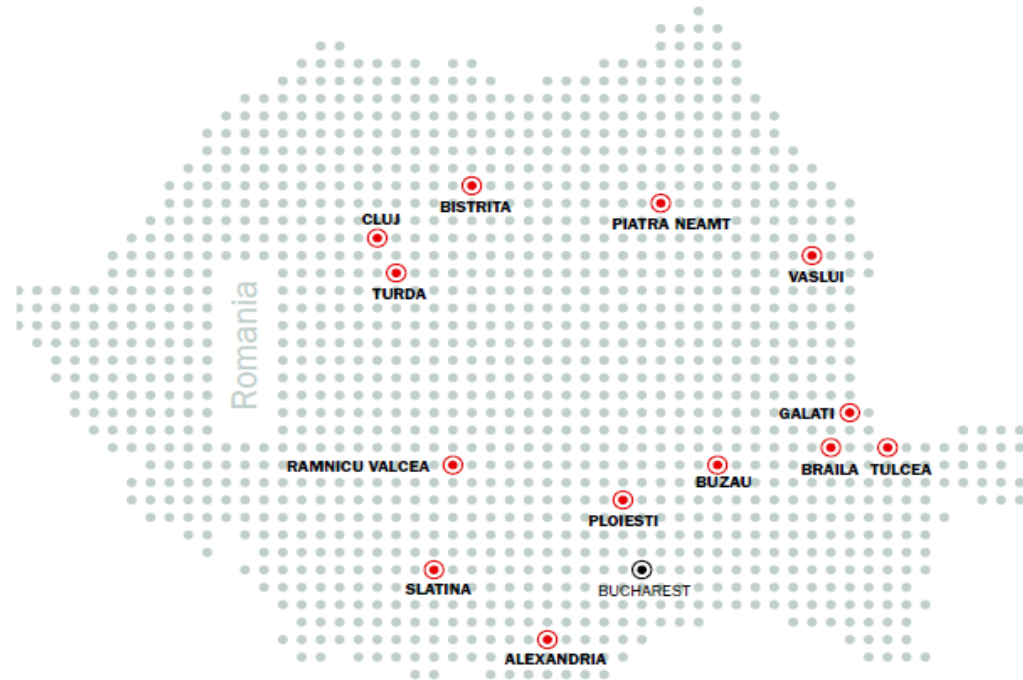 BISTRITA
CLUJ
PIATRA NEAMT
VASLUI
TURDA
Romania
GALATI
RAMNICU VALCEA
BRAILA
TULCEA
BUZAU
PLOIESTI
SLATINA
BUCHAREST
ALEXANDRIA